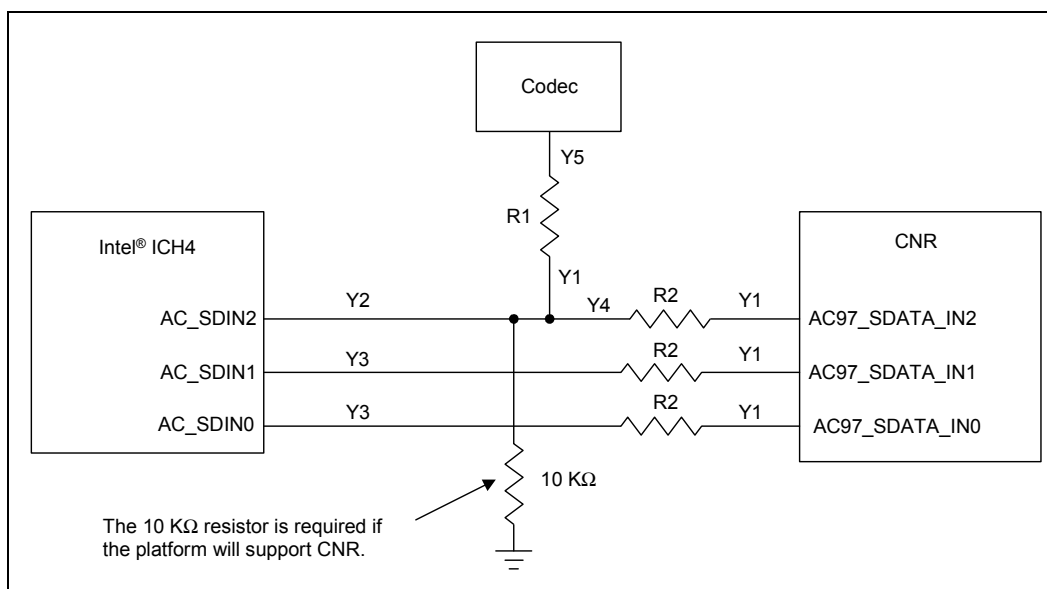 Codec
Y5
R1
Intel® ICH4
CNR
Y1
Y2
Y4
R2
Y1
AC_SDIN2
AC97_SDATA_IN2
Y3
R2
Y1
AC_SDIN1
AC97_SDATA_IN1
Y3
R2
Y1
AC_SDIN0
AC97_SDATA_IN0
10 KΩ
The 10 KΩ resistor is required if
the platform will support CNR.